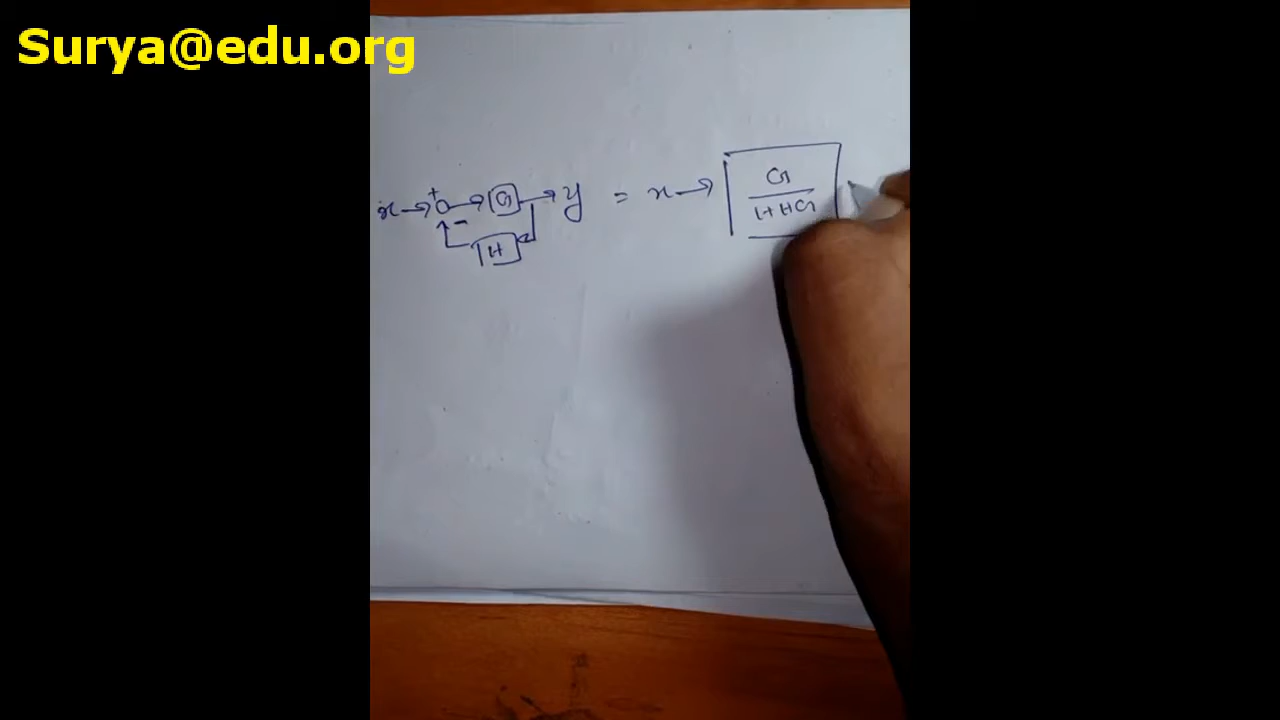 Surya@edu.org
x → + → G → y = x → G / 1+HG
- H